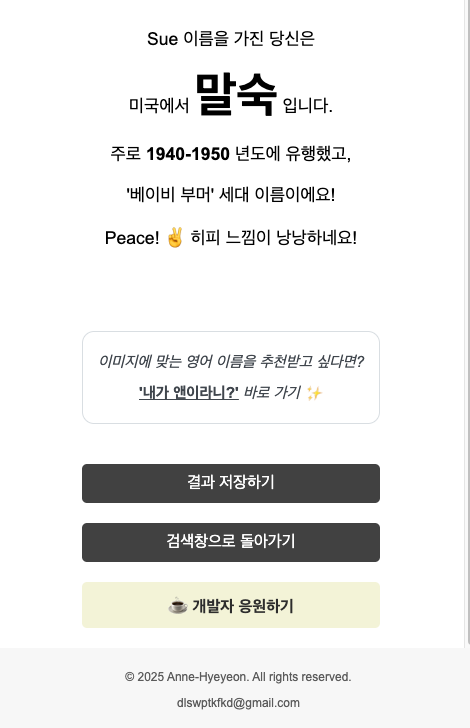 Sue 이름을 가진 당신은
미국에서 말숙 입니다.
주로 1940-1950 년도에 유행했고,
'베이비 부머' 세대 이름이에요!
Peace! ✌️ 히피 느낌이 낭낭하네요!
이미지에 맞는 영어 이름을 추천받고 싶다면?
'내가 앤이라니?' 바로 가기 ✨
결과 저장하기
검색창으로 돌아가기
☕ 개발자 응원하기
© 2025 Anne-Hyeyeon. All rights reserved.
dlswptkfkd@gmail.com